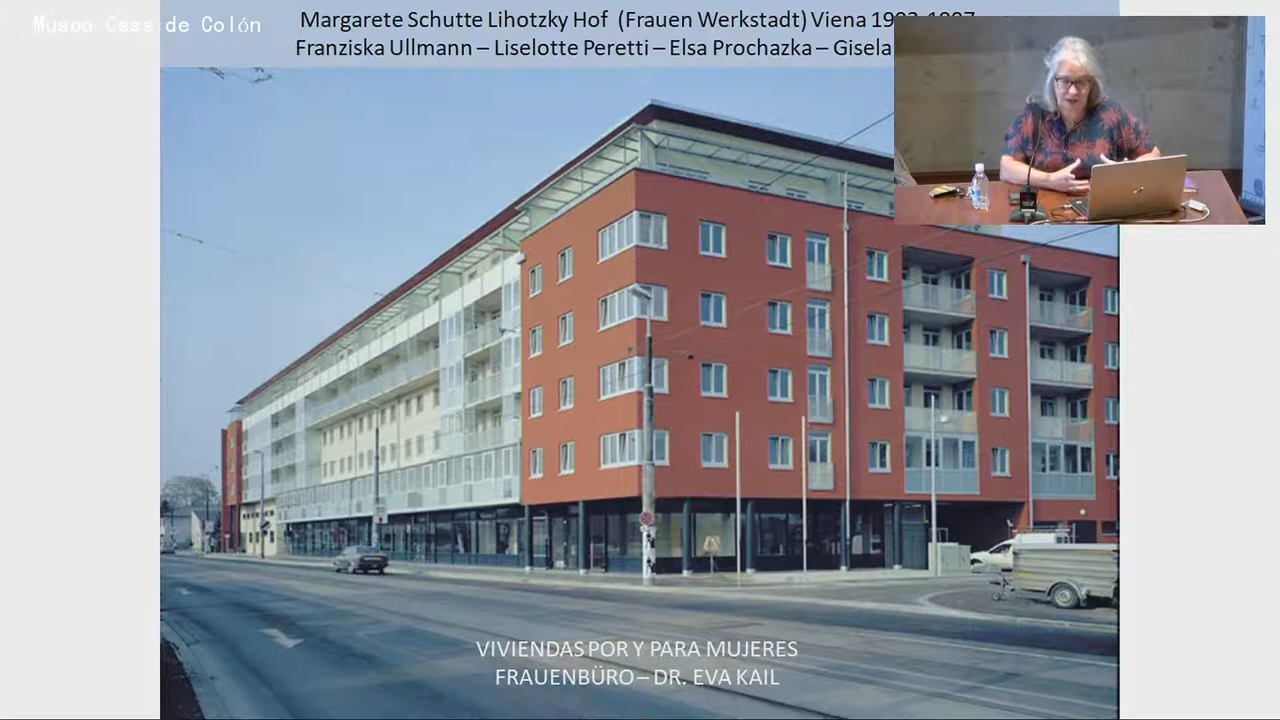 Museo Casa de Colón
Margarete Schutte Lihotzky Hof (Frauen Werkstadt) Viena
Franziska Ullmann – Liselotte Peretti – Elsa Prochazka – Gisela
VIVIENDAS POR Y PARA MUJERES
FRAUENBÜRO – DR. EVA KAIL